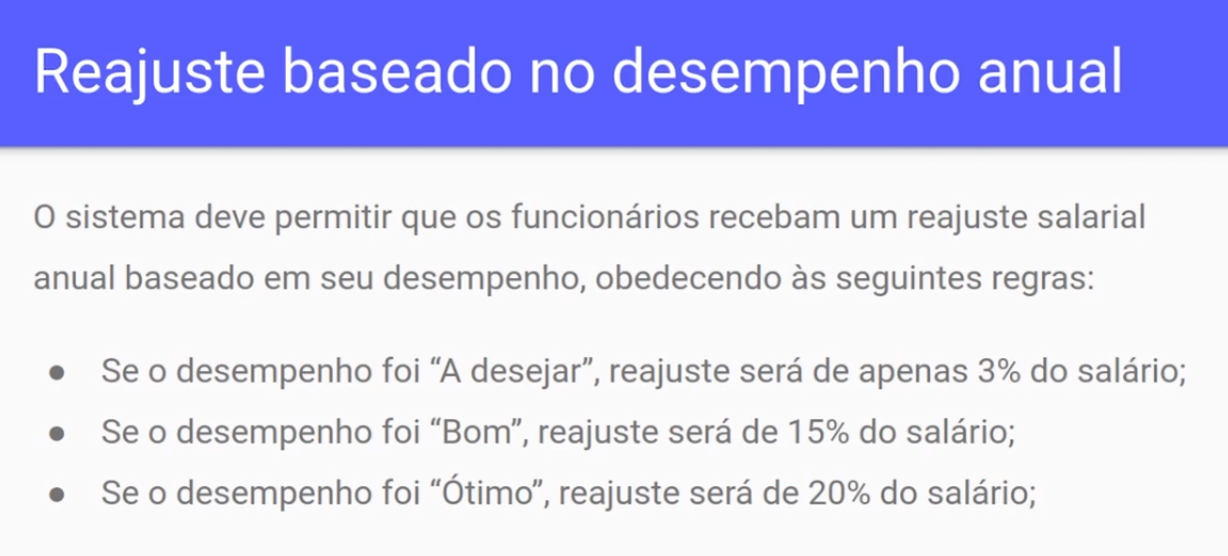 Reajuste baseado no desempenho anual
O sistema deve permitir que os funcionários recebam um reajuste salarial
anual baseado em seu desempenho, obedecendo às seguintes regras:
● Se o desempenho foi “A desejar”, reajuste será de apenas 3% do salário;
● Se o desempenho foi “Bom”, reajuste será de 15% do salário;
● Se o desempenho foi “Ótimo”, reajuste será de 20% do salário;